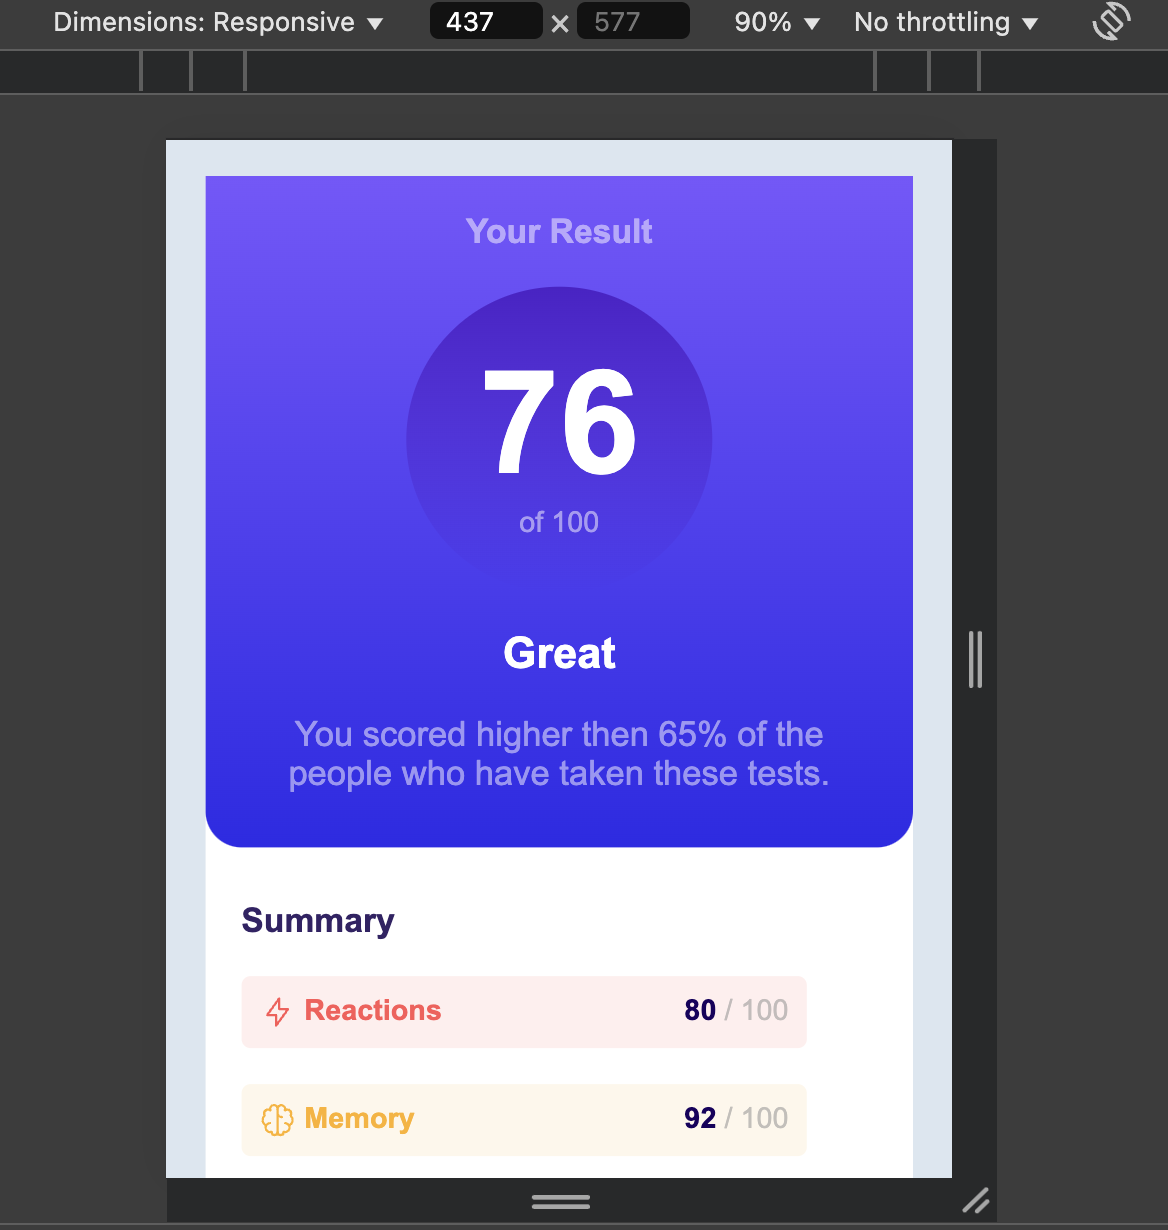 Dimensions: Responsive ▼ 437 × 577 90% ▼ No throttling ▼
Your Result
76
of 100
Great
You scored higher then 65% of the
people who have taken these tests.
Summary
Reactions 80 / 100
Memory 92 / 100